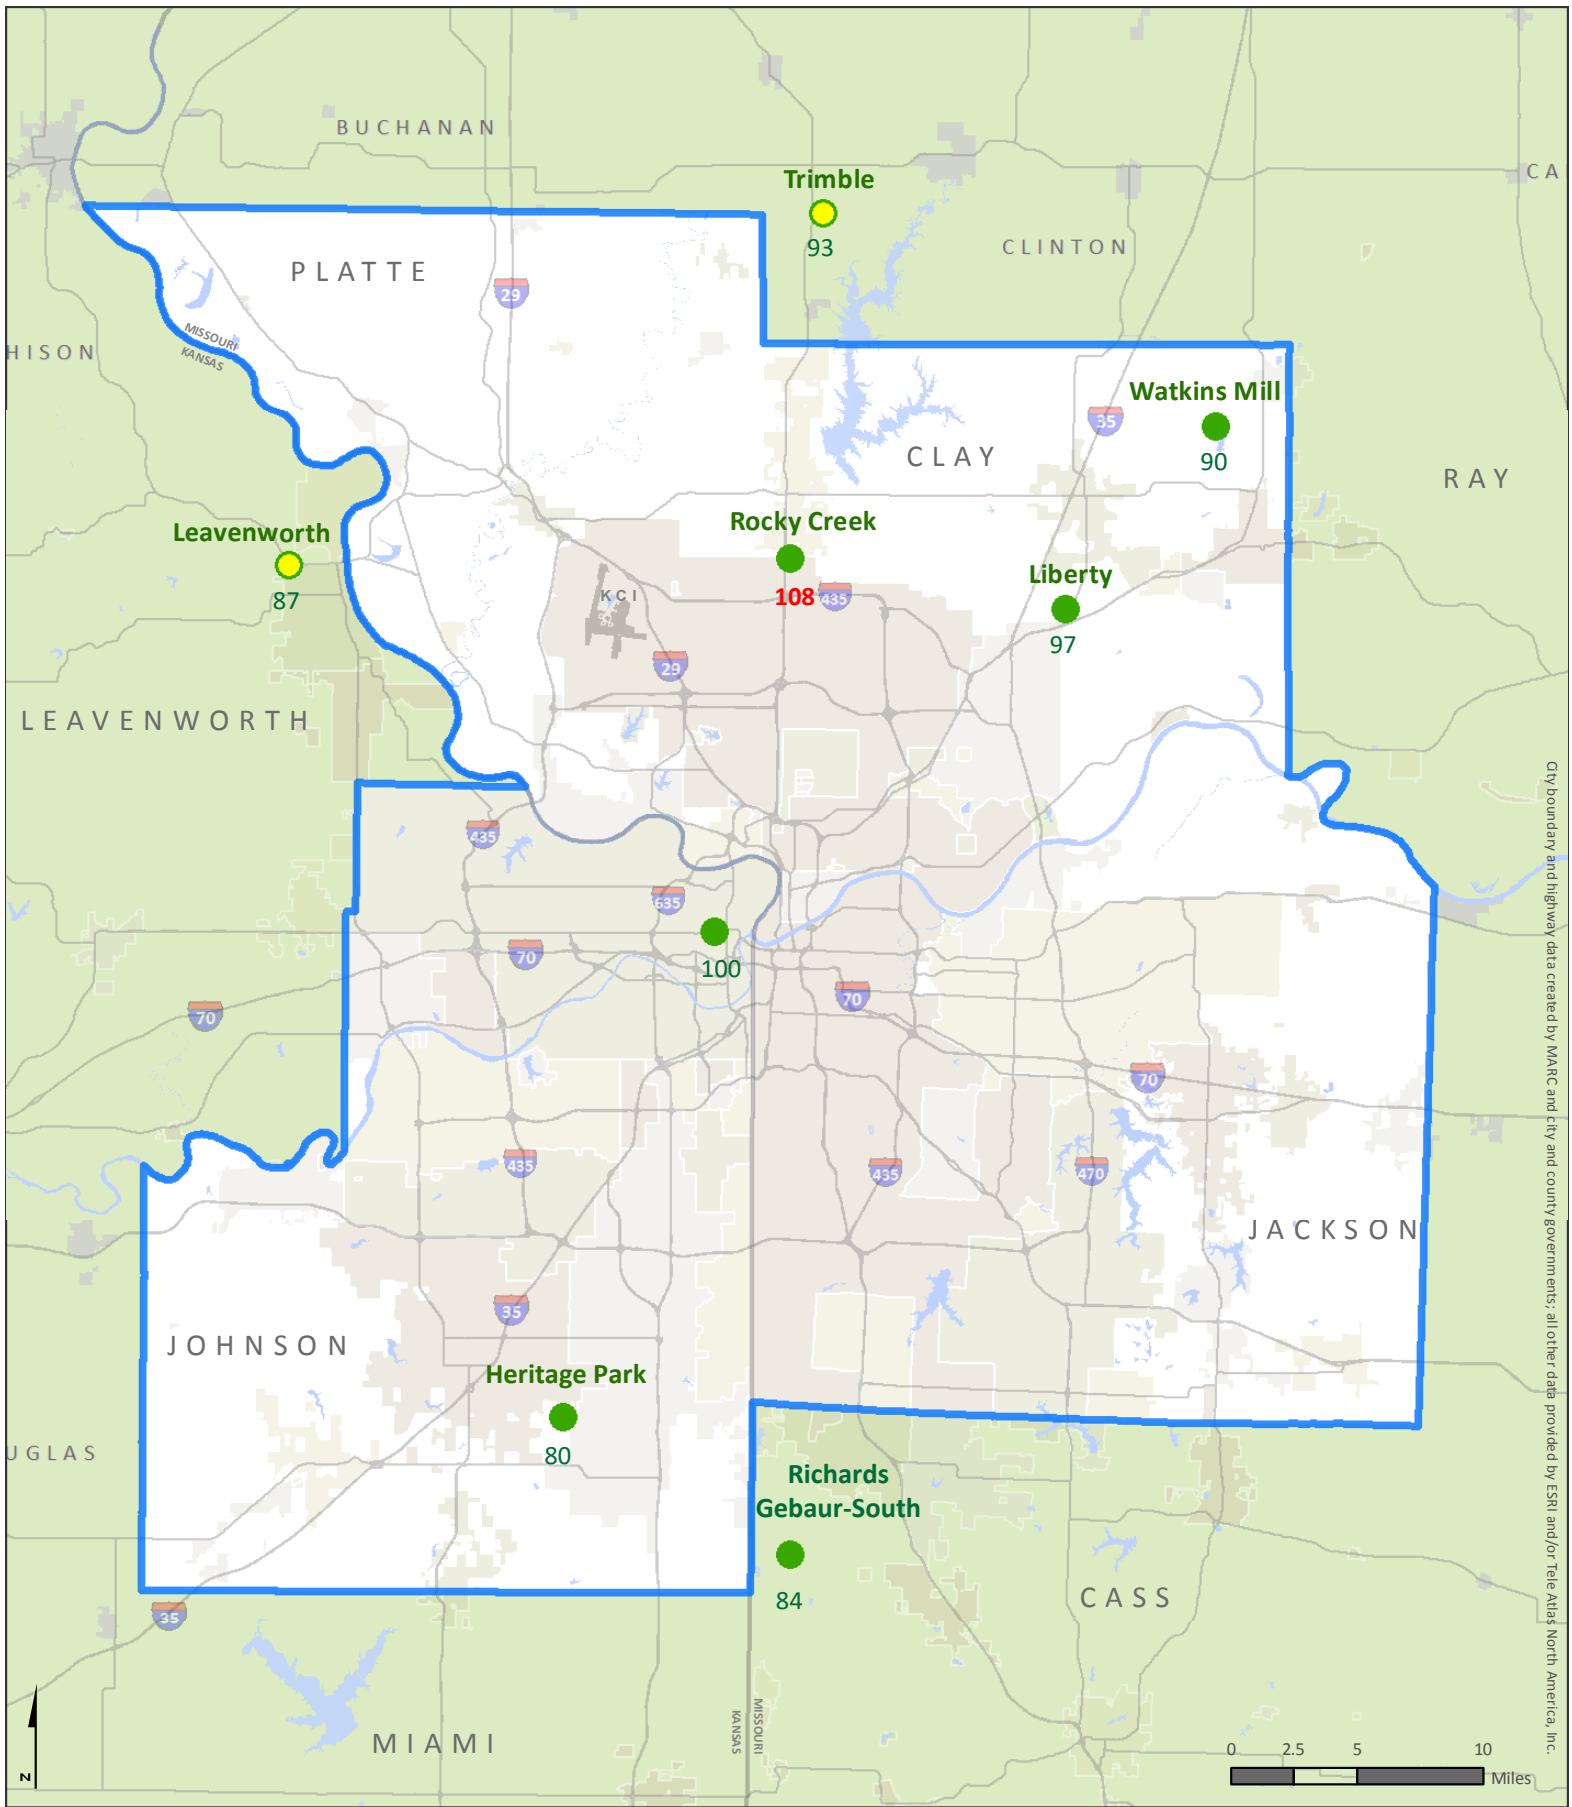 BUCHANAN
CA
Trimble
93
CLINTON
PLATTE
29
MISSOURI
KANSAS
HISON
Watkins Mill
35
90
CLAY
RAY
Rocky Creek
Leavenworth
87
Liberty
KCI
108
435
97
29
LEAVENWORTH
435
635
70
100
70
70
70
435
435
470
JACKSON
35
JOHNSON
Heritage Park
80
UGLAS
Richards
Gebaur-South
84
CASS
35
MIAMI
KANSAS
MISSOURI
N
0 2.5 5 10
Miles
City boundary and highway data created by MARC and city and county governments; all other data provided by ESRI and/or Tele Atlas North America, Inc.